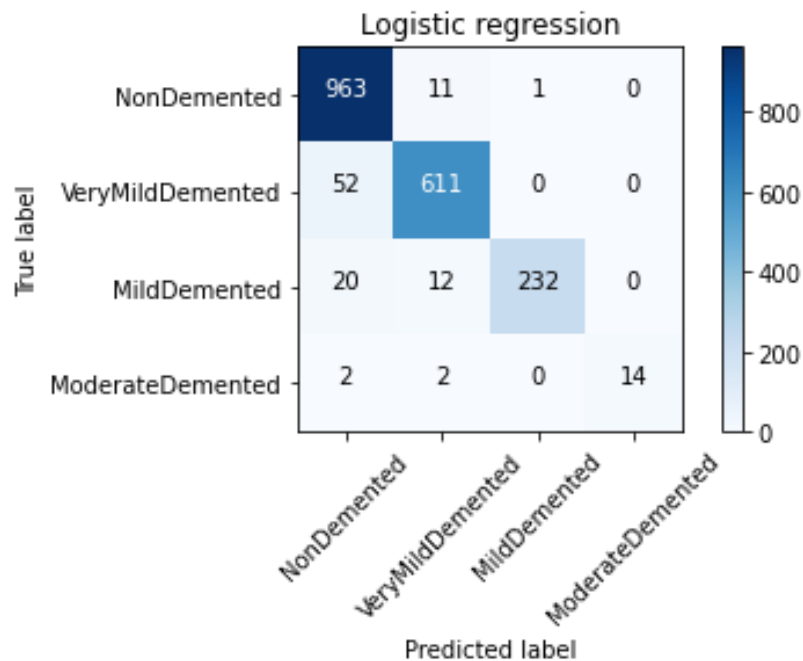 Logistic regression
True label
NonDemented 963 11 1 0
VeryMildDemented 52 611 0 0
MildDemented 20 12 232 0
ModerateDemented 2 2 0 14
800
600
400
200
0
NonDemented
VeryMildDemented
MildDemented
ModerateDemented
Predicted label